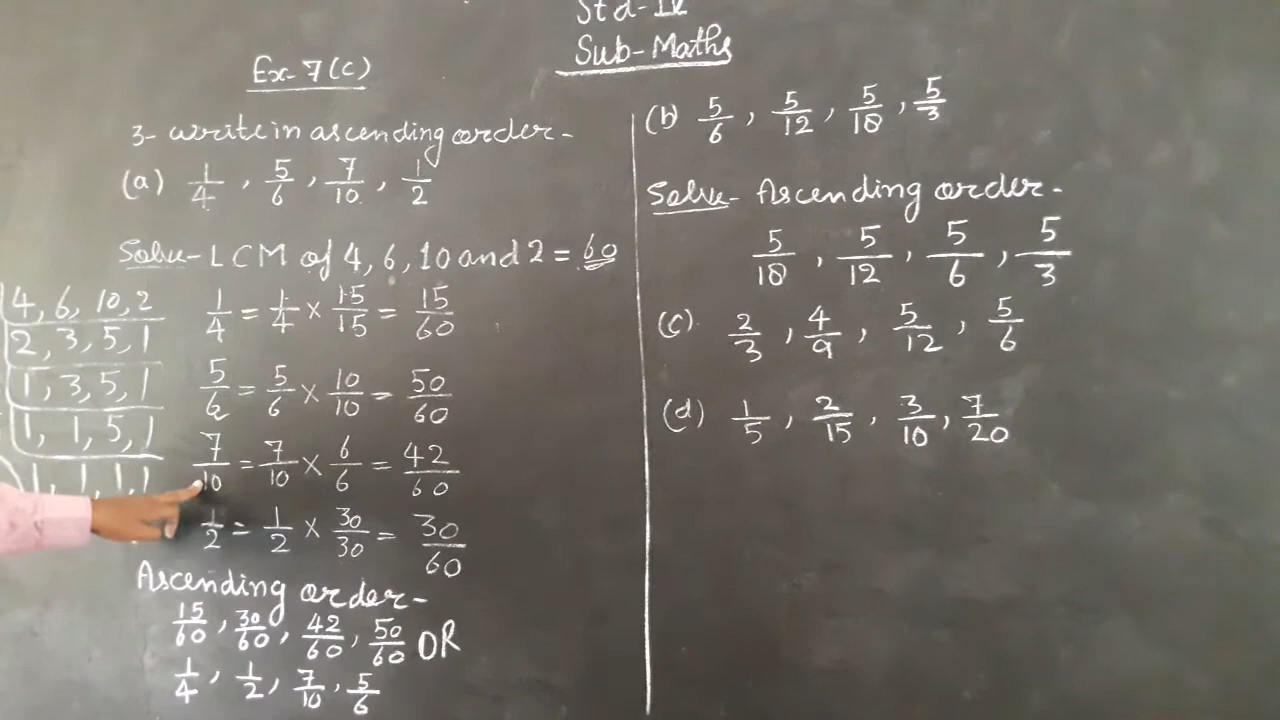 Std-IV
Sub-Maths
Ex-7(C)
3- Write in ascending order-
(a) 1/4, 5/6, 7/10, 1/2
Solve- LCM of 4, 6, 10 and 2 = 60
4, 6, 10, 2
2, 3, 5, 1
1, 3, 5, 1
1, 1, 5, 1
1, 1, 1, 1
1/4 = 1/4 × 15/15 = 15/60
5/6 = 5/6 × 10/10 = 50/60
7/10 = 7/10 × 6/6 = 42/60
1/2 = 1/2 × 30/30 = 30/60
Ascending order-
15/60, 30/60, 42/60, 50/60 OR
1/4, 1/2, 7/10, 5/6
(b) 5/6, 5/12, 5/18, 5/3
Solve- Ascending order-
5/18, 5/12, 5/6, 5/3
(c) 2/3, 4/9, 5/12, 5/6
(d) 1/5, 2/15, 3/10, 7/20